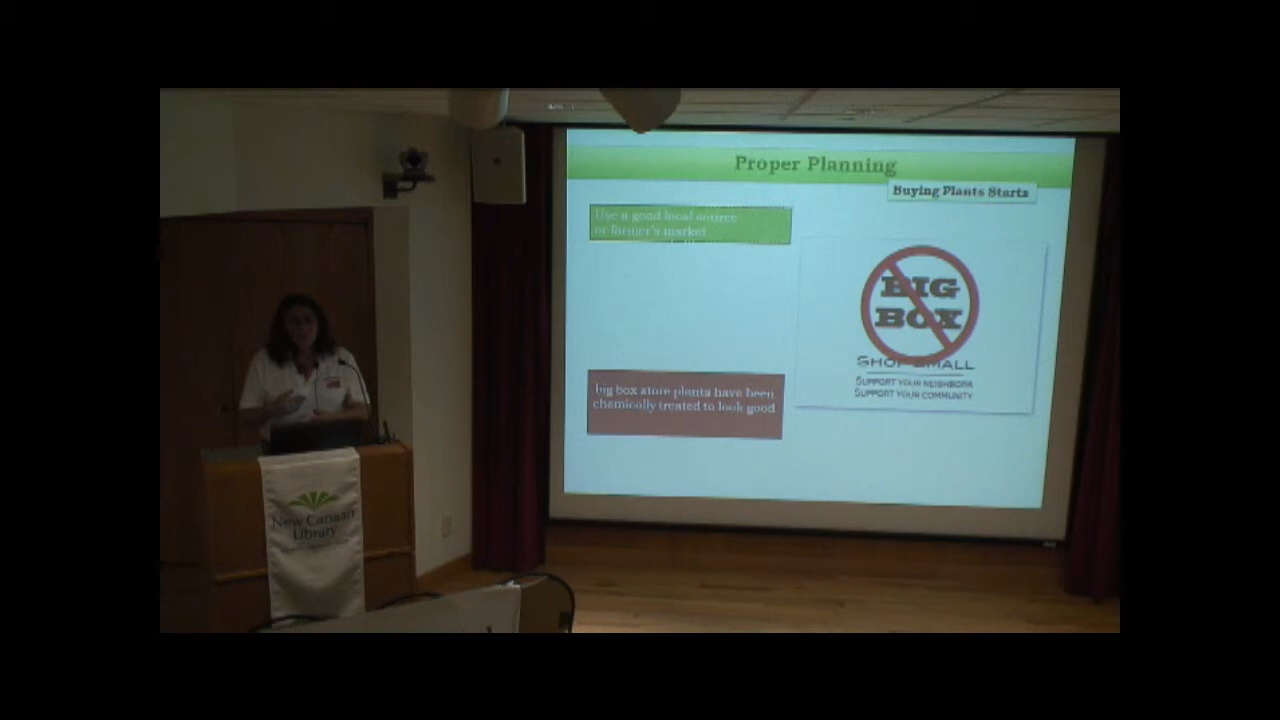 Proper Planning
Buying Plants Starts
Use a good local source
or farmer's market
BIG
BOX
SHOP SMALL
SUPPORT YOUR NEIGHBORS
SUPPORT YOUR COMMUNITY
big box store plants have been
chemically treated to look good
New Canaan
Library